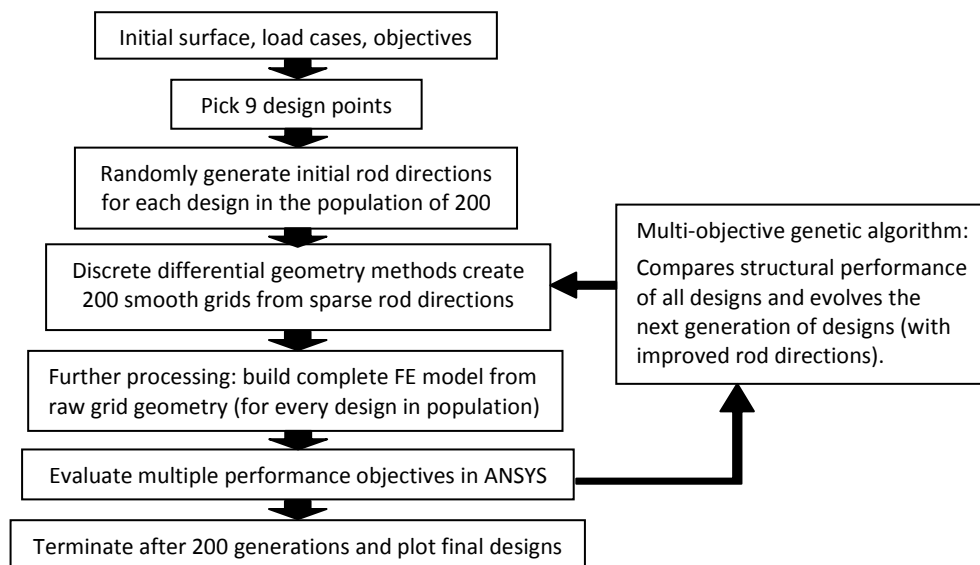 Initial surface, load cases, objectives
Pick 9 design points
Randomly generate initial rod directions
for each design in the population of 200
Discrete differential geometry methods create
200 smooth grids from sparse rod directions
Further processing: build complete FE model from
raw grid geometry (for every design in population)
Evaluate multiple performance objectives in ANSYS
Terminate after 200 generations and plot final designs
Multi-objective genetic algorithm:
Compares structural performance
of all designs and evolves the
next generation of designs (with
improved rod directions).